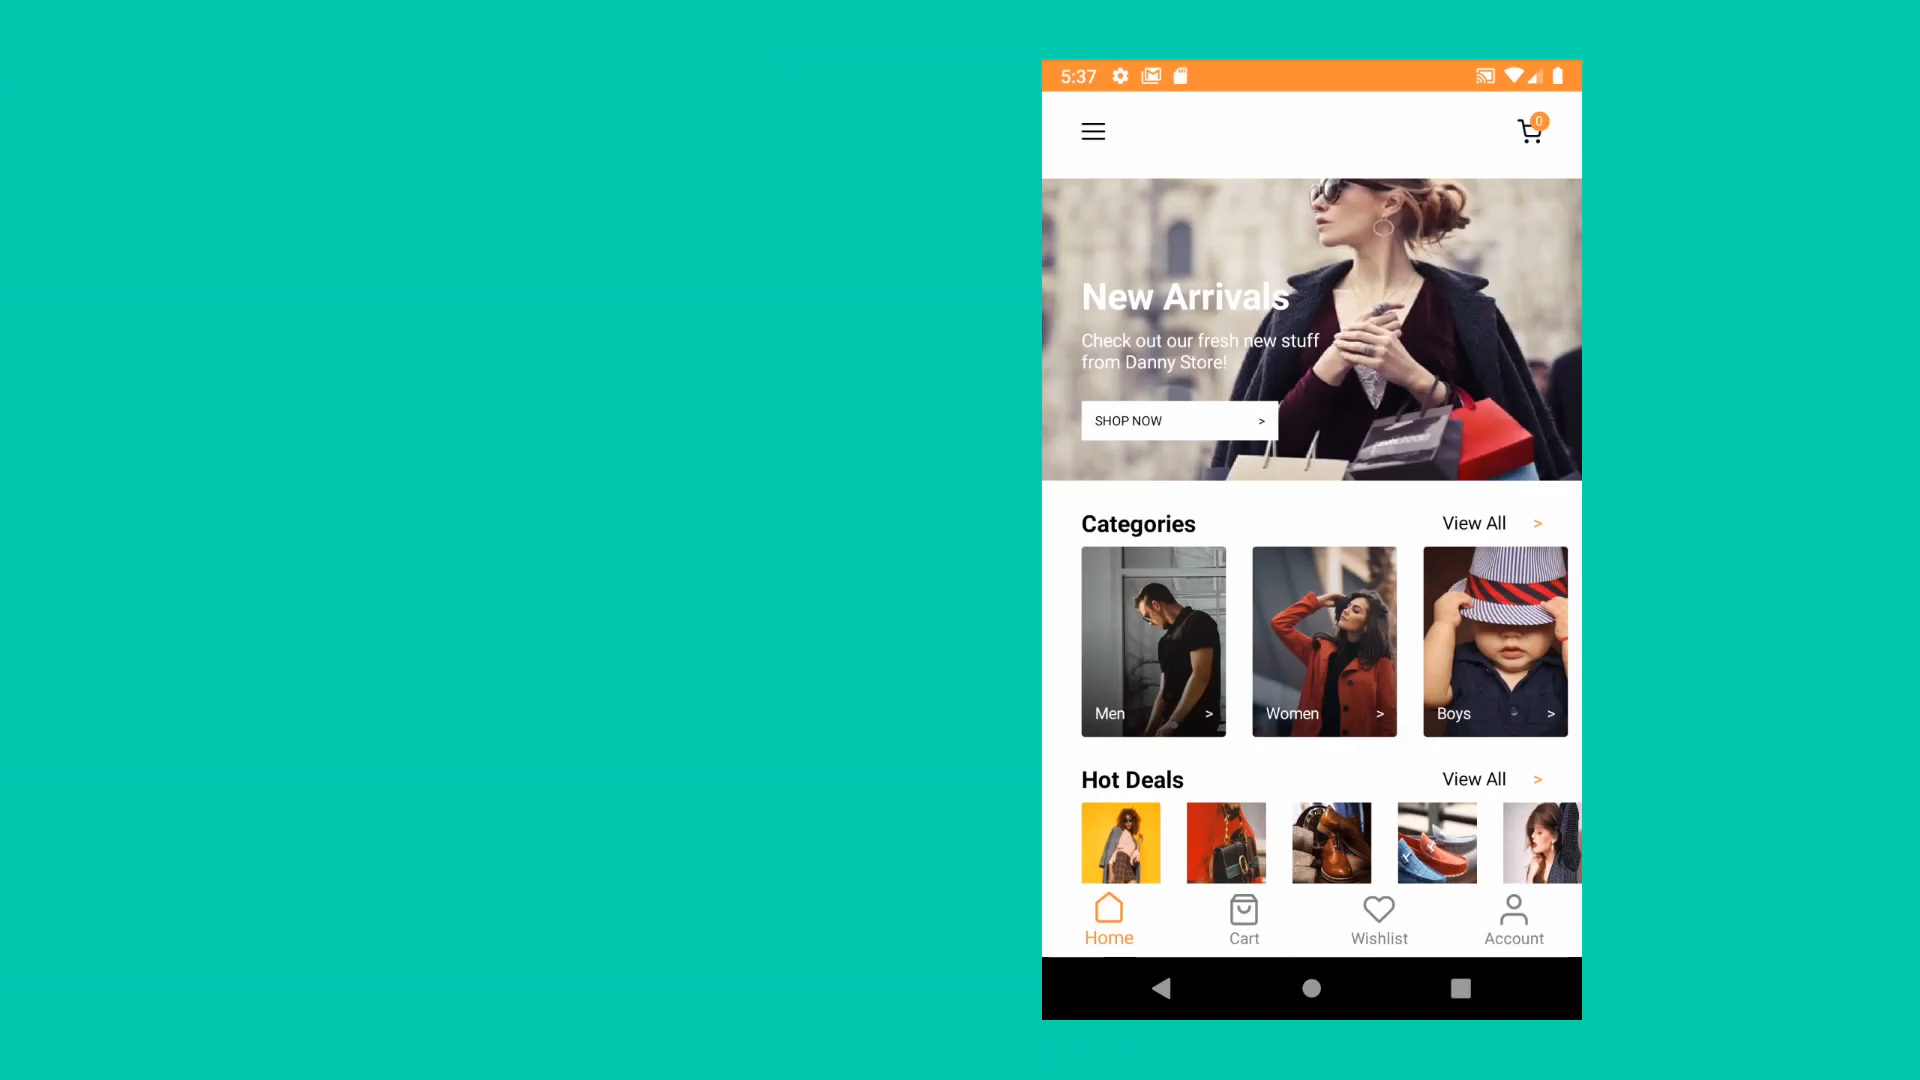 5:37
0
New Arrivals
Check out our fresh new stuff
from Danny Store!
SHOP NOW >
Categories
View All >
Men >
Women >
Boys >
Hot Deals
View All >
Home
Cart
Wishlist
Account